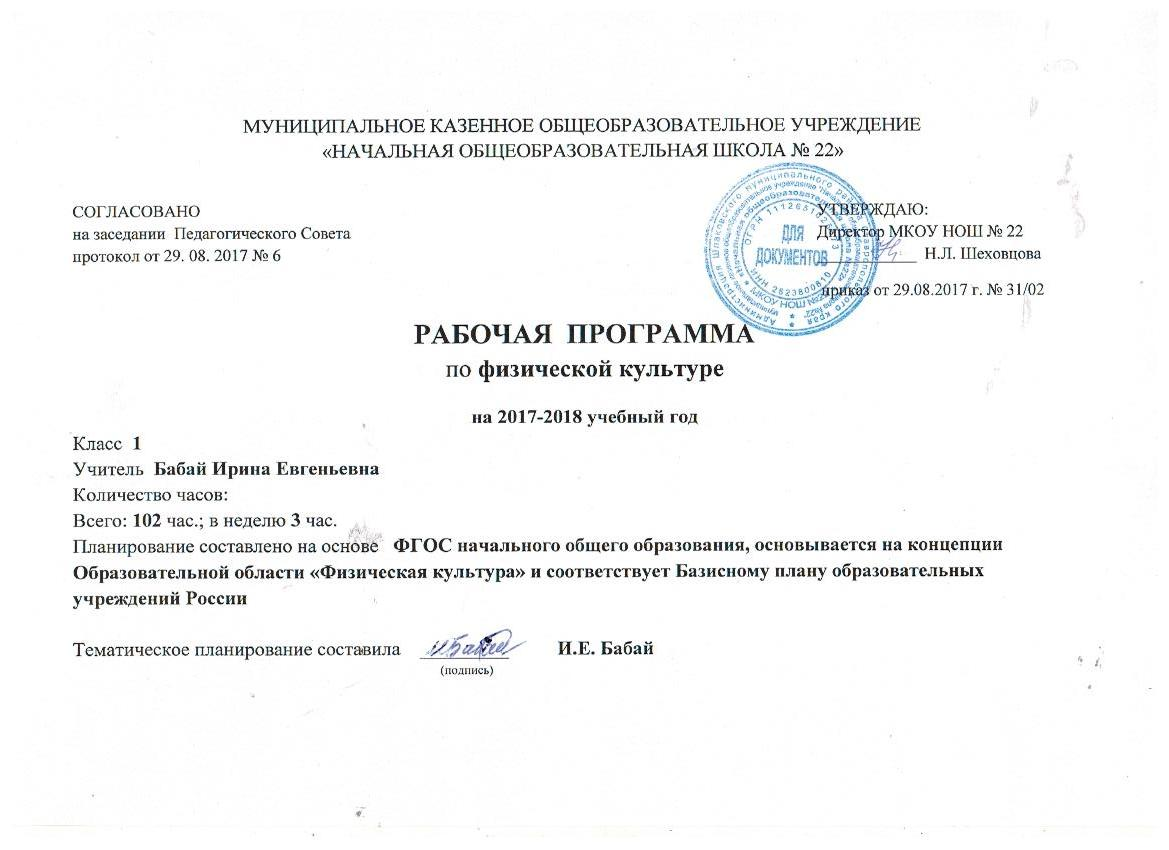 МУНИЦИПАЛЬНОЕ КАЗЕННОЕ ОБЩЕОБРАЗОВАТЕЛЬНОЕ УЧРЕЖДЕНИЕ
«НАЧАЛЬНАЯ ОБЩЕОБРАЗОВАТЕЛЬНАЯ ШКОЛА № 22»
СОГЛАСОВАНО
на заседании Педагогического Совета
протокол от 29. 08. 2017 № 6
УТВЕРЖДАЮ:
Директор МКОУ НОШ № 22
Н.Л. Шеховцова
приказ от 29.08.2017 г. № 31/02
ДЛЯ
ДОКУМЕНТОВ
РАБОЧАЯ ПРОГРАММА
по физической культуре
на 2017-2018 учебный год
Класс 1
Учитель Бабай Ирина Евгеньевна
Количество часов:
Всего: 102 час.; в неделю 3 час.
Планирование составлено на основе ФГОС начального общего образования, основывается на концепции
Образовательной области «Физическая культура» и соответствует Базисному плану образовательных
учреждений России
Тематическое планирование составила И.Е. Бабай
(подпись)